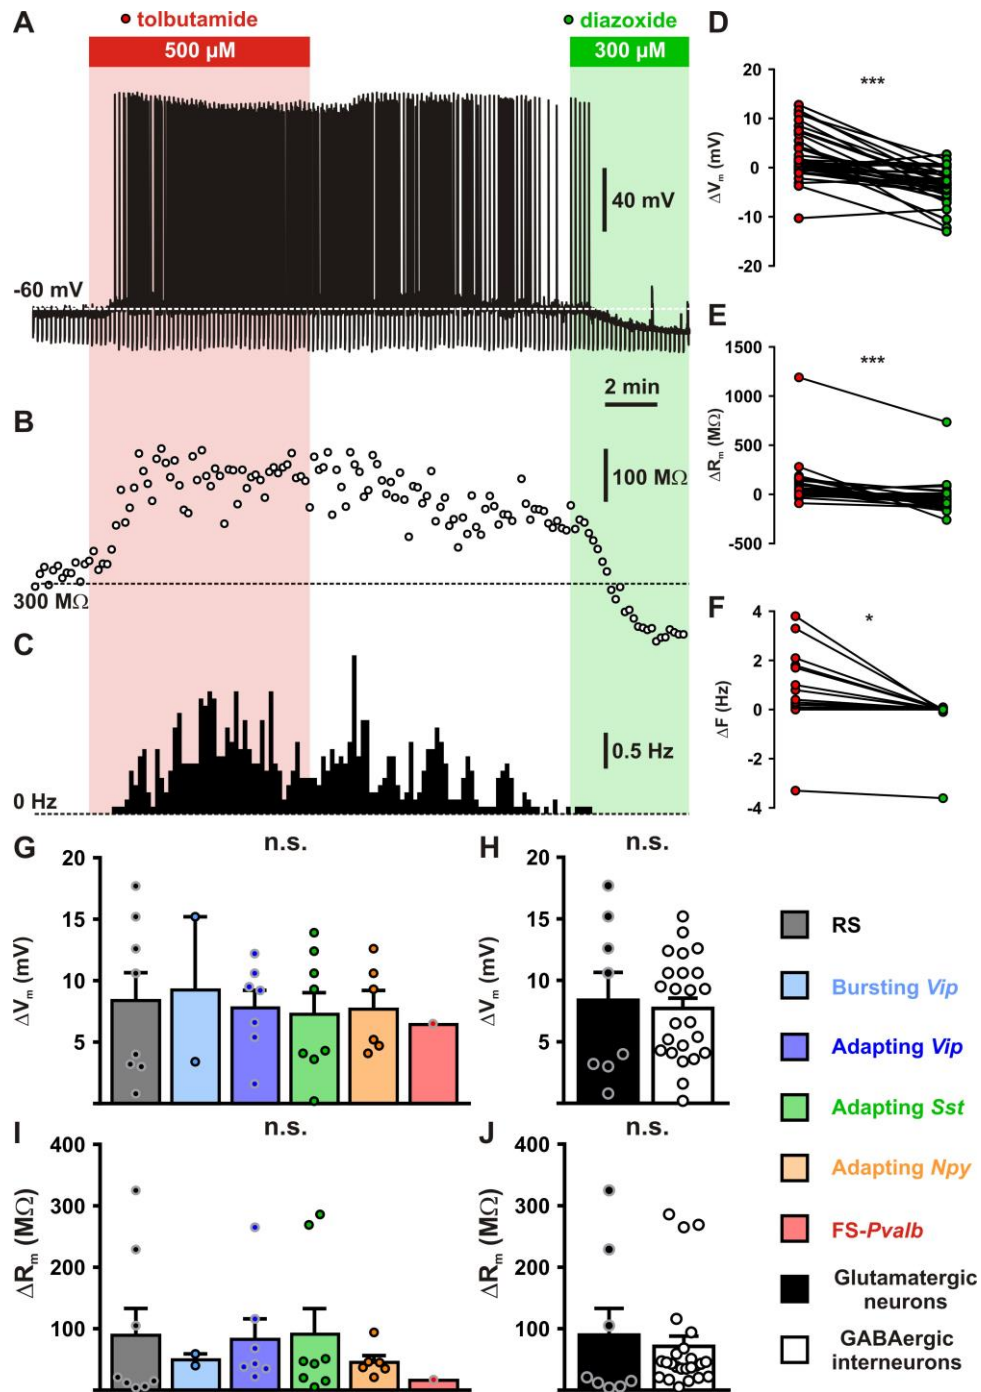 A
tolbutamide
500 µM
diazoxide
300 µM
40 mV
-60 mV
2 min
B
100 MΩ
300 MΩ
C
0.5 Hz
0 Hz
D
***
ΔVm (mV)
20
10
0
-10
-20
E
***
ΔRm (MΩ)
1500
1000
500
0
-500
F
*
ΔF (Hz)
4
2
0
-2
-4
G
n.s.
ΔVm (mV)
20
15
10
5
H
n.s.
ΔVm (mV)
20
15
10
5
I
n.s.
ΔRm (MΩ)
400
300
200
100
J
n.s.
ΔRm (MΩ)
400
300
200
100
RS
Bursting Vip
Adapting Vip
Adapting Sst
Adapting Npy
FS-Pvalb
Glutamatergic
neurons
GABAergic
interneurons